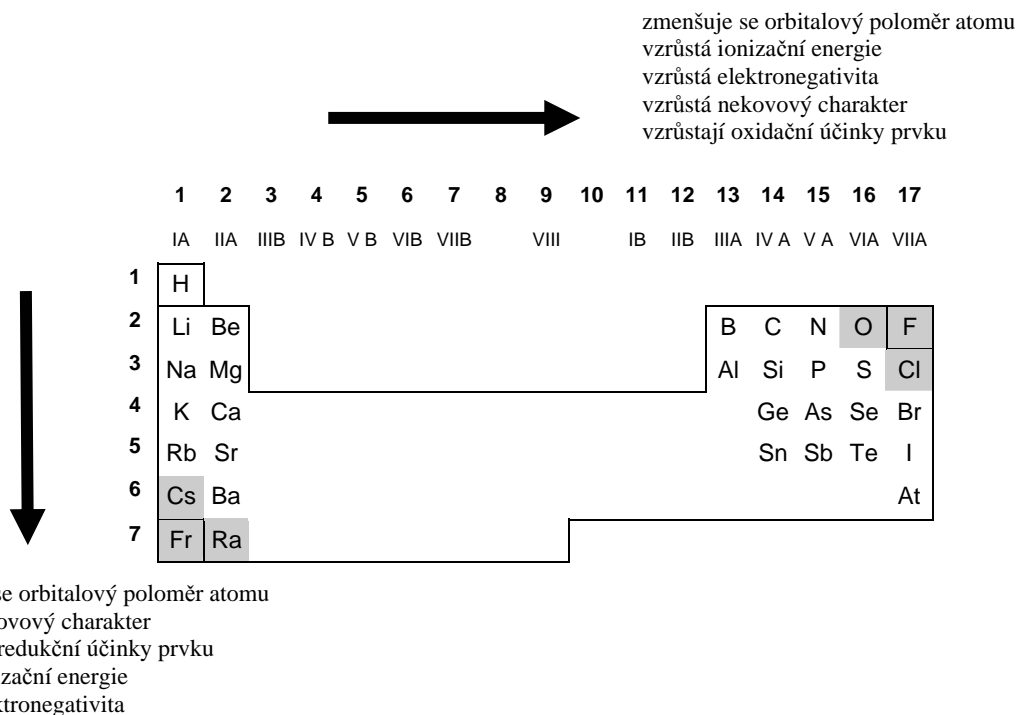 zmenšuje se orbitalový poloměr atomu
vzrůstá ionizační energie
vzrůstá elektronegativita
vzrůstá nekovový charakter
vzrůstají oxidační účinky prvku
1 2 3 4 5 6 7 8 9 10 11 12 13 14 15 16 17
IA IIA IIIB IV B V B VIB VIIB VIII IB IIB IIIA IV A V A VIA VIIA
1 H
2 Li Be B C N O F
3 Na Mg Al Si P S Cl
4 K Ca Ge As Se Br
5 Rb Sr Sn Sb Te I
6 Cs Ba At
7 Fr Ra
se orbitalový poloměr atomu
ovový charakter
redukční účinky prvku
izační energie
ktronegativita